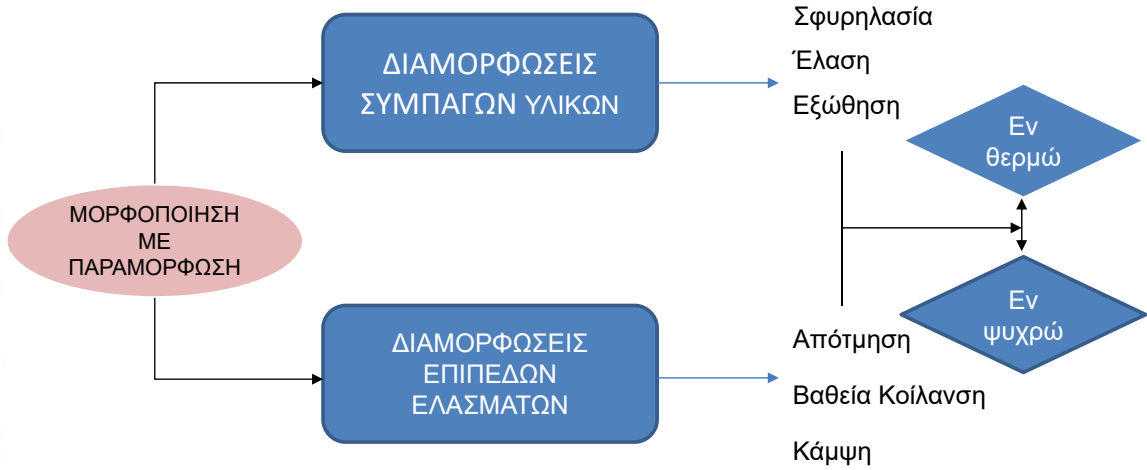 Σφυρηλασία
ΔΙΑΜΟΡΦΩΣΕΙΣ
ΣΥΜΠΑΓΩΝ ΥΛΙΚΩΝ
Έλαση
Εξώθηση
Εν
θερμώ
ΜΟΡΦΟΠΟΙΗΣΗ
ΜΕ
ΠΑΡΑΜΟΡΦΩΣΗ
Εν
ψυχρώ
ΔΙΑΜΟΡΦΩΣΕΙΣ
ΕΠΙΠΕΔΩΝ
ΕΛΑΣΜΑΤΩΝ
Απότμηση
Βαθεία Κοίλανση
Κάμψη